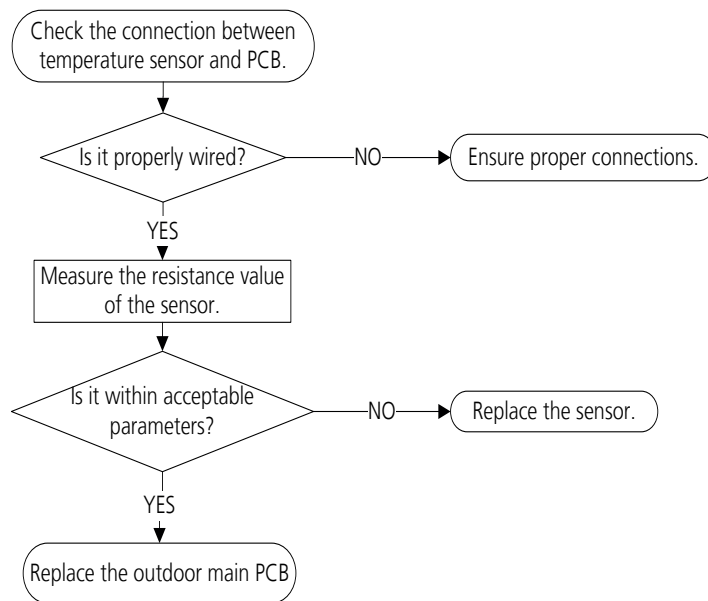 Check the connection between
temperature sensor and PCB.
Is it properly wired?
NO
Ensure proper connections.
YES
Measure the resistance value
of the sensor.
Is it within acceptable
parameters?
NO
Replace the sensor.
YES
Replace the outdoor main PCB